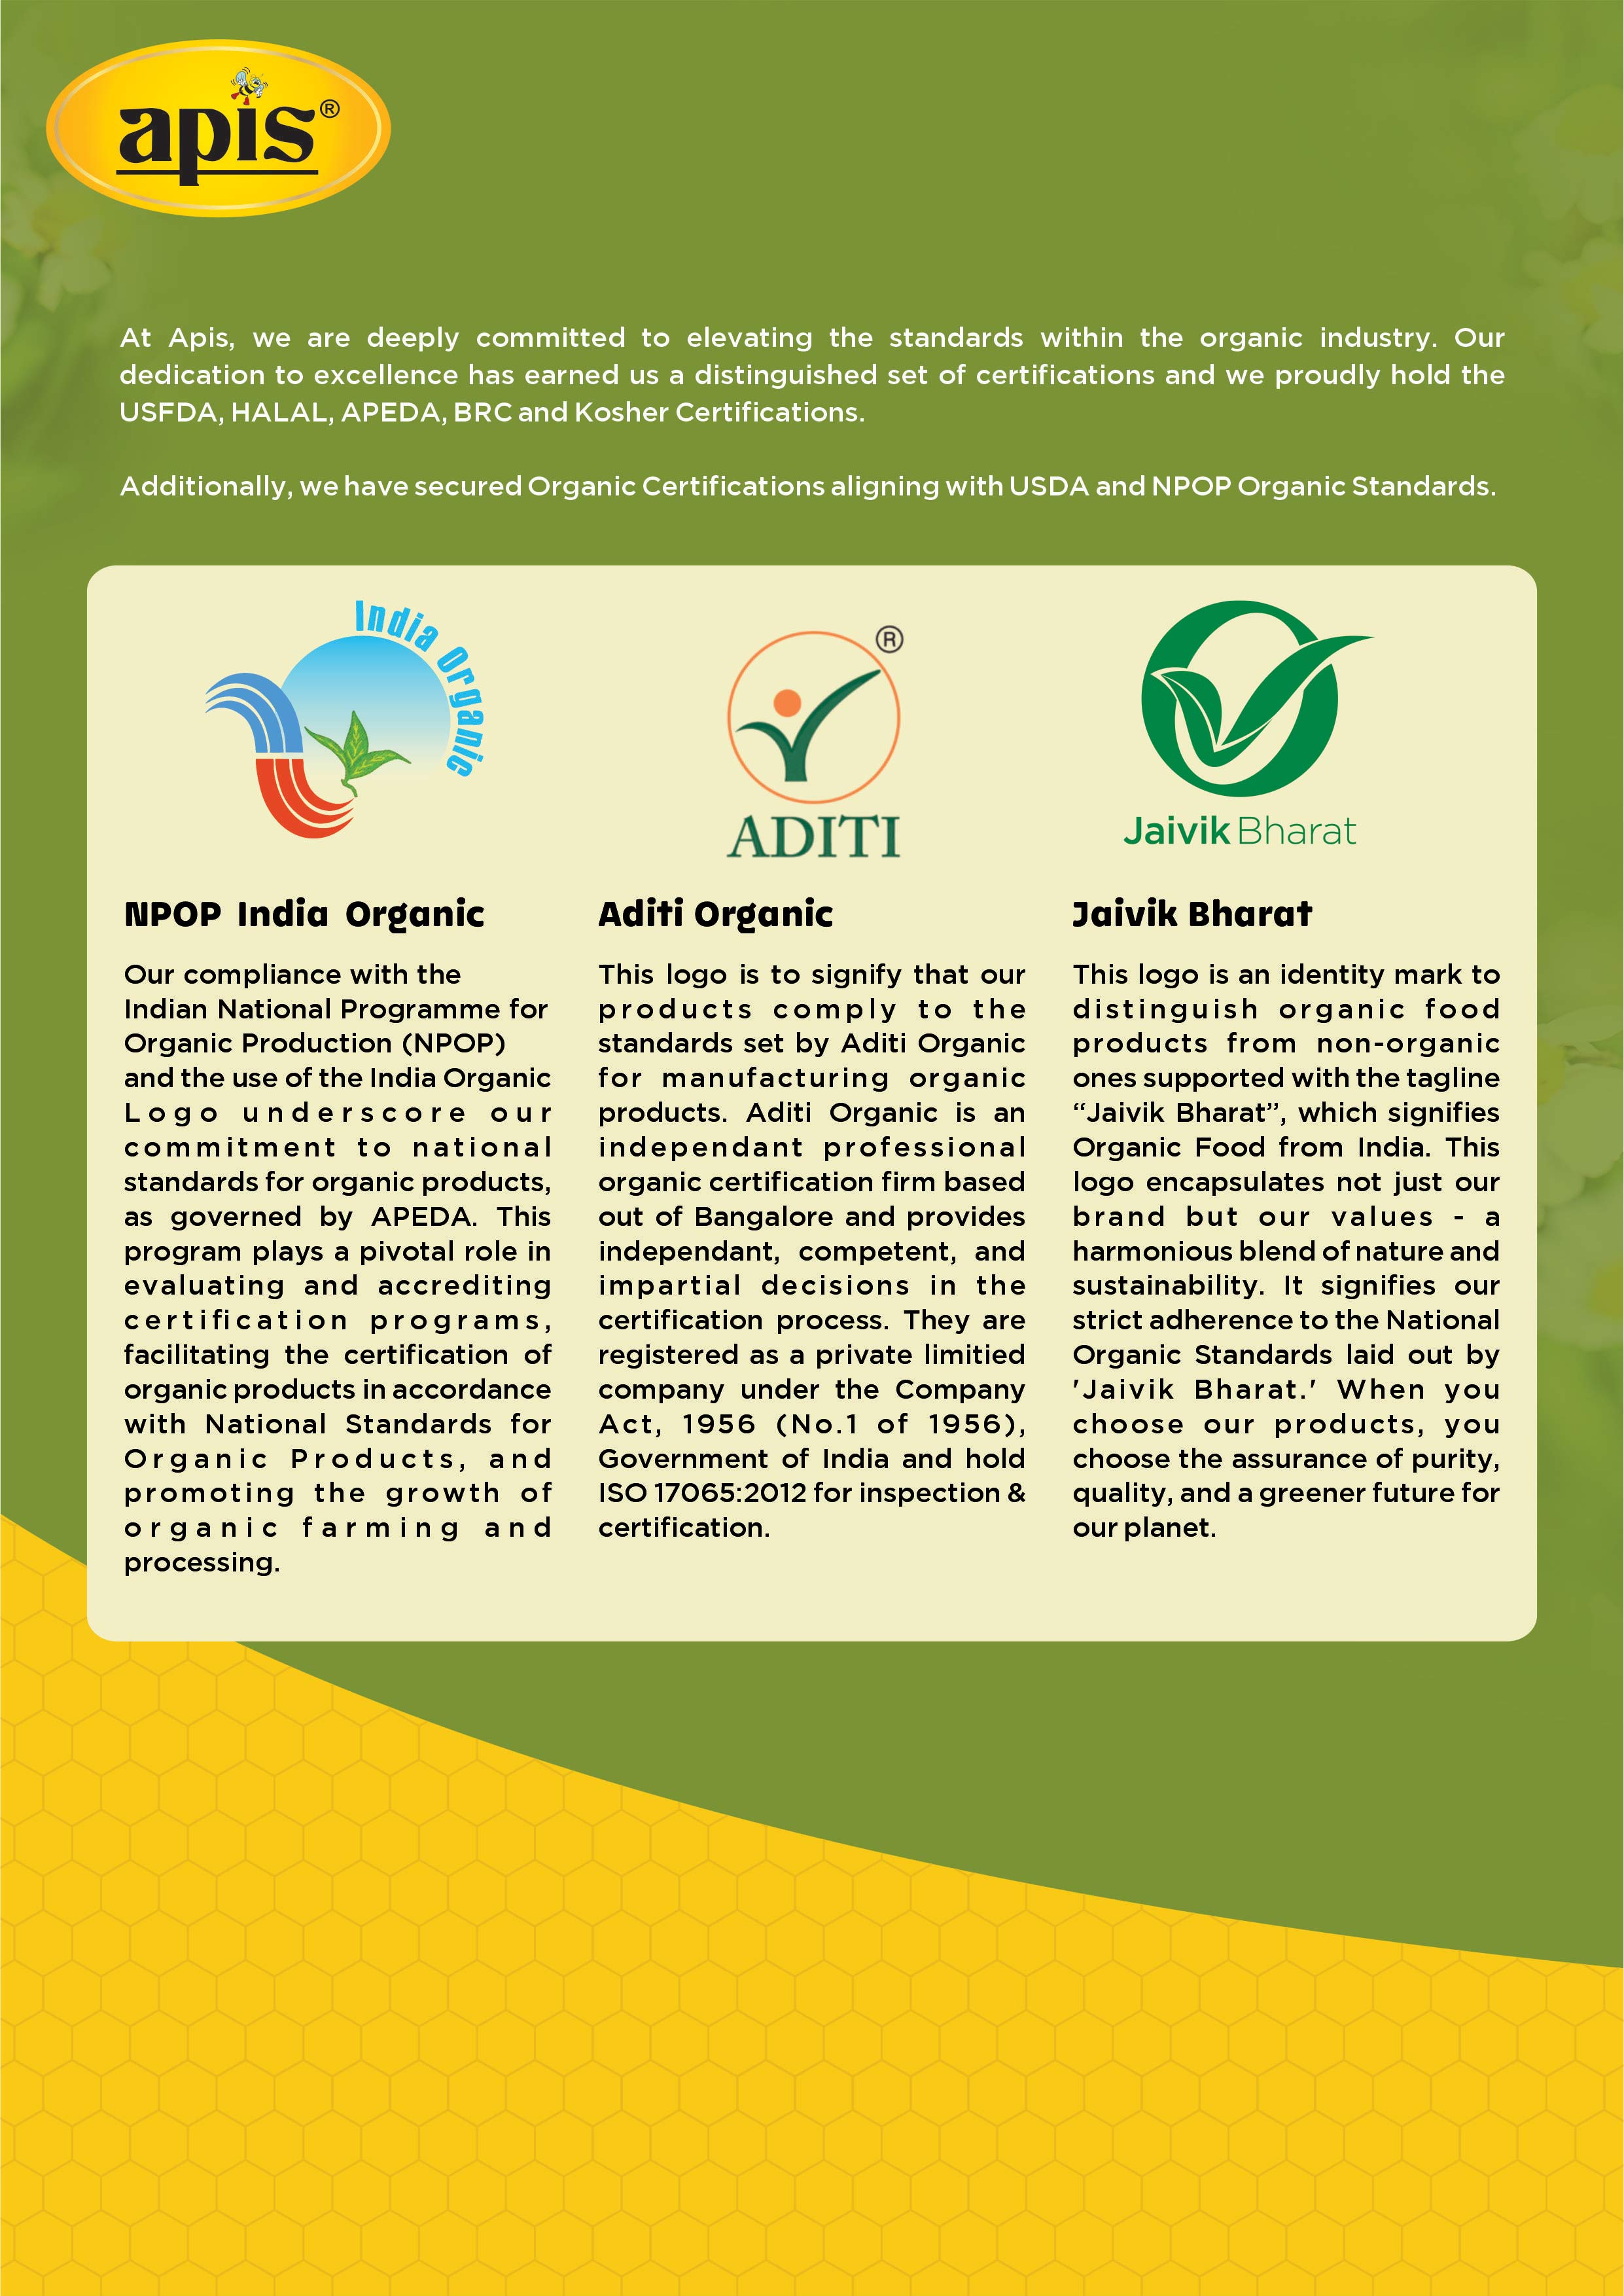 apis®
At Apis, we are deeply committed to elevating the standards within the organic industry. Our
dedication to excellence has earned us a distinguished set of certifications and we proudly hold the
USFDA, HALAL, APEDA, BRC and Kosher Certifications.
Additionally, we have secured Organic Certifications aligning with USDA and NPOP Organic Standards.
India Organic
®
ADITI
Jaivik Bharat
NPOP India Organic
Our compliance with the
Indian National Programme for
Organic Production (NPOP)
and the use of the India Organic
Logo underscore our
commitment to national
standards for organic products,
as governed by APEDA. This
program plays a pivotal role in
evaluating and accrediting
certification programs,
facilitating the certification of
organic products in accordance
with National Standards for
Organic Products, and
promoting the growth of
organic farming and
processing.
Aditi Organic
This logo is to signify that our
products comply to the
standards set by Aditi Organic
for manufacturing organic
products. Aditi Organic is an
independant professional
organic certification firm based
out of Bangalore and provides
independant, competent, and
impartial decisions in the
certification process. They are
registered as a private limitied
company under the Company
Act, 1956 (No.1 of 1956),
Government of India and hold
ISO 17065:2012 for inspection &
certification.
Jaivik Bharat
This logo is an identity mark to
distinguish organic food
products from non-organic
ones supported with the tagline
“Jaivik Bharat”, which signifies
Organic Food from India. This
logo encapsulates not just our
brand but our values - a
harmonious blend of nature and
sustainability. It signifies our
strict adherence to the National
Organic Standards laid out by
'Jaivik Bharat.' When you
choose our products, you
choose the assurance of purity,
quality, and a greener future for
our planet.